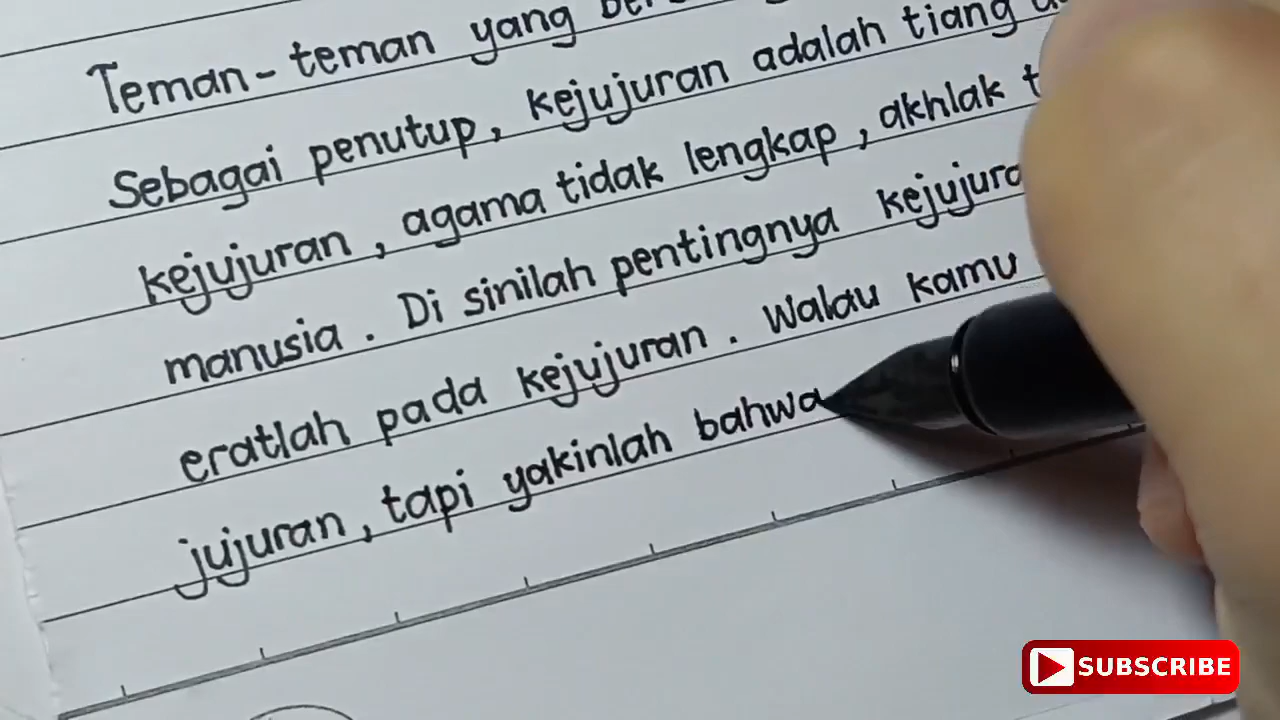 Teman-teman yang
Sebagai penutup, kejujuran adalah tiang
kejujuran, agama tidak lengkap, akhlak
manusia. Di sinilah pentingnya
eratlah pada kejujuran. Walau kamu
jujuran, tapi yakinlah bahwa
SUBSCRIBE